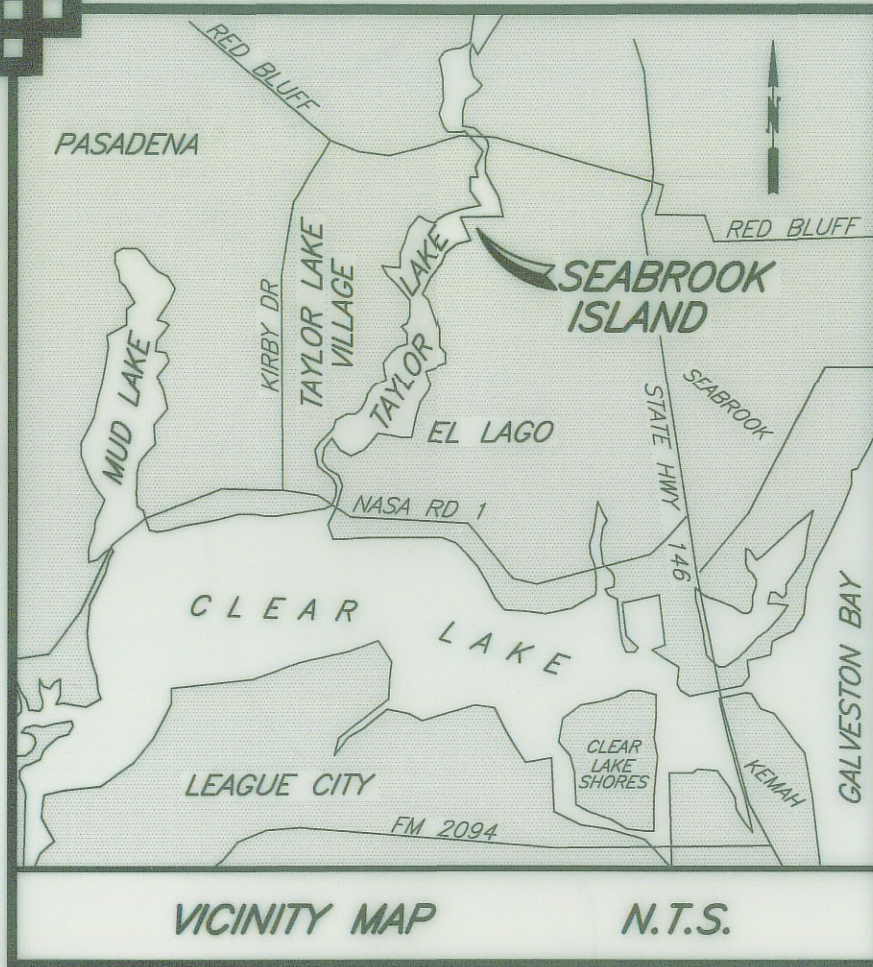 RED BLUFF
N
PASADENA
RED BLUFF
SEABROOK
ISLAND
TAYLOR LAKE
VILLAGE
KIRBY DR
TAYLOR LAKE
MUD LAKE
SEABROOK
STATE HWY 146
EL LAGO
NASA RD 1
CLEAR LAKE
GALVESTON BAY
CLEAR
LAKE
SHORES
KEMAH
LEAGUE CITY
FM 2094
VICINITY MAP N.T.S.